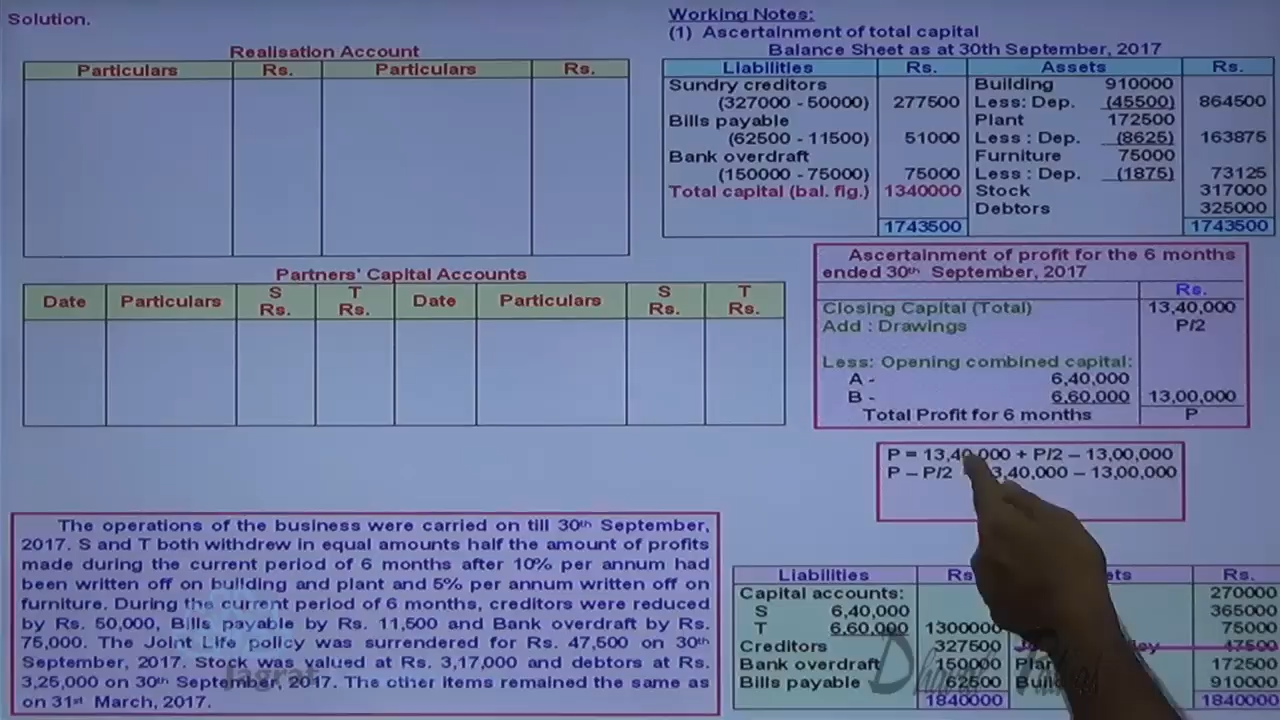 Solution.
Realisation Account
Particulars Rs. Particulars Rs.
Partners' Capital Accounts
Date Particulars S Rs. T Rs. Date Particulars S Rs. T Rs.
The operations of the business were carried on till 30th September,
2017. S and T both withdrew in equal amounts half the amount of profits
made during the current period of 6 months after 10% per annum had
been written off on building and plant and 5% per annum written off on
furniture. During the current period of 6 months, creditors were reduced
by Rs. 50,000, Bills payable by Rs. 11,500 and Bank overdraft by Rs.
75,000. The Joint Life policy was surrendered for Rs. 47,500 on 30th
September, 2017. Stock was valued at Rs. 3,17,000 and debtors at Rs.
3,25,000 on 30th September, 2017. The other items remained the same as
on 31st March, 2017.
Jagrat
Working Notes:
(1) Ascertainment of total capital
Balance Sheet as at 30th September, 2017
Liabilities Rs. Assets Rs.
Sundry creditors Building 910000
(327000 - 50000) 277500 Less: Dep. (45500) 864500
Bills payable Plant 172500
(62500 - 11500) 51000 Less : Dep. (8625) 163875
Bank overdraft Furniture 75000
(150000 - 75000) 75000 Less : Dep. (1875) 73125
Total capital (bal. fig.) 1340000 Stock 317000
Debtors 325000
1743500 1743500
Ascertainment of profit for the 6 months
ended 30th September, 2017
Rs.
Closing Capital (Total) 13,40,000
Add : Drawings P/2
Less: Opening combined capital:
A - 6,40,000
B - 6,60,000 13,00,000
Total Profit for 6 months P
P = 13,40,000 + P/2 – 13,00,000
P – P/2 3,40,000 – 13,00,000
Liabilities Rs Rs.
Capital accounts: 270000
S 6,40,000 365000
T 6,60,000 1300000 75000
Creditors 327500 47500
Bank overdraft 150000 172500
Bills payable 62500 910000
1840000 1840000